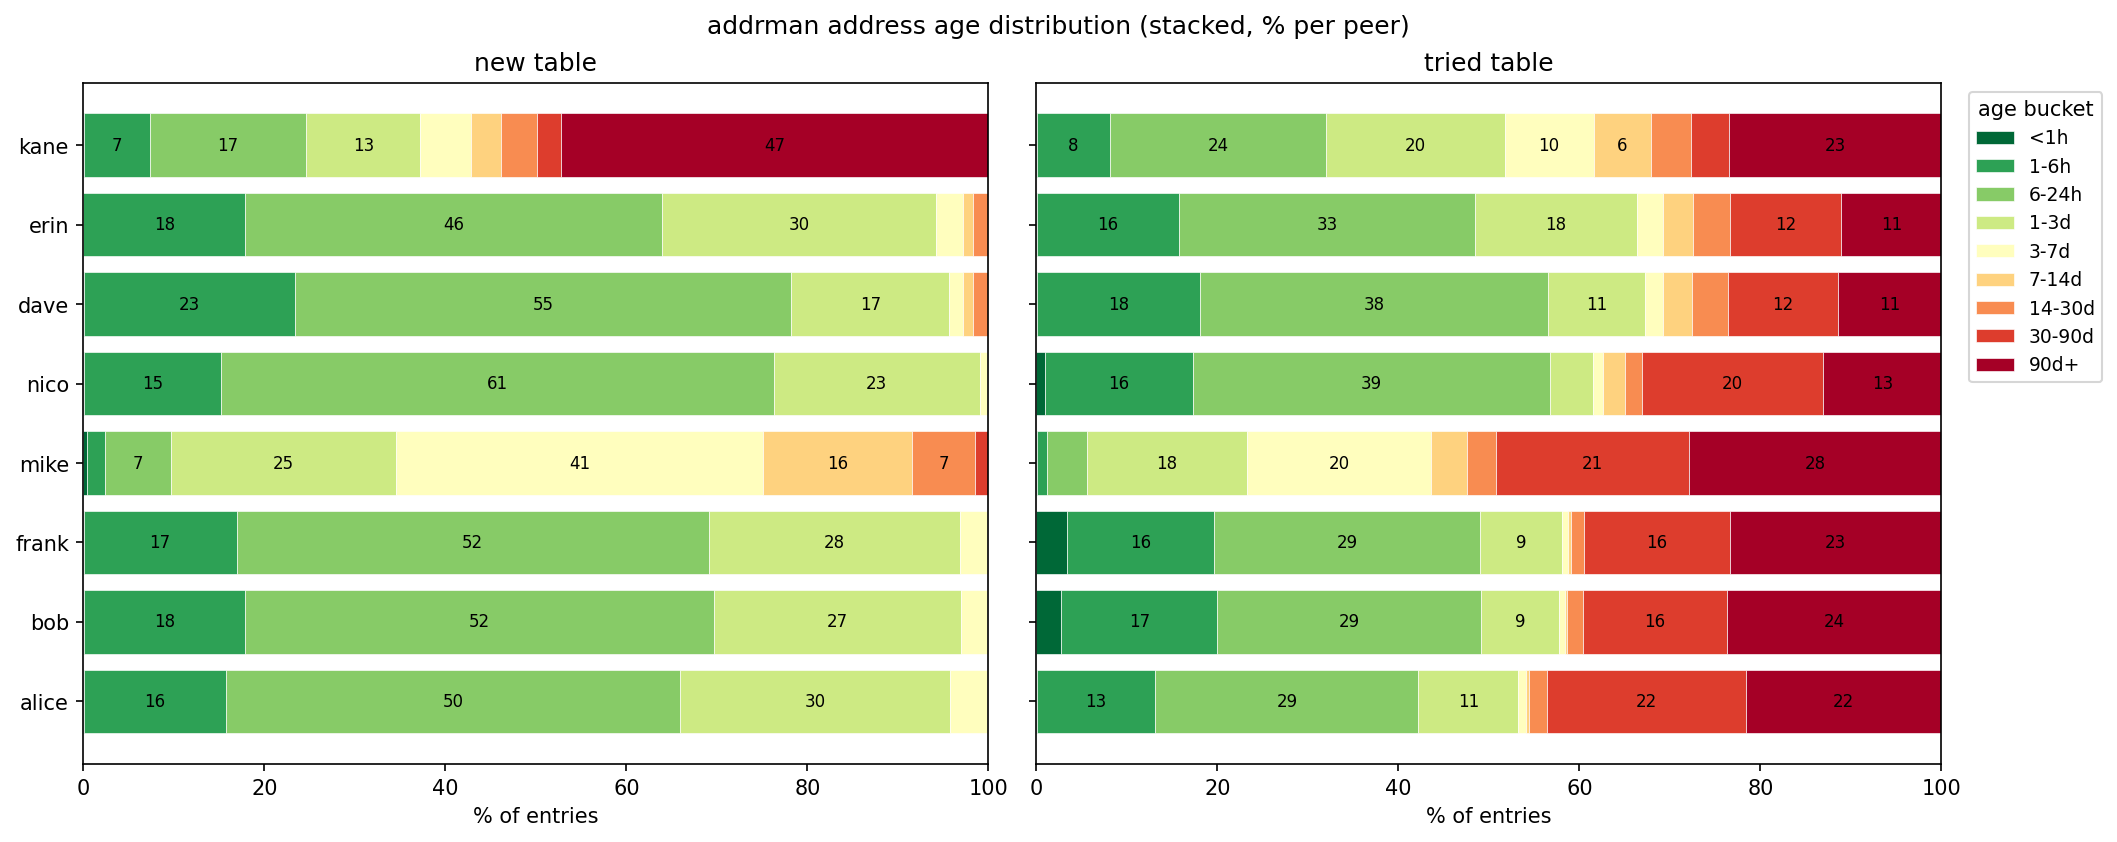 addrman address age distribution (stacked, % per peer)
new table
kane 7 17 13 47
erin 18 46 30
dave 23 55 17
nico 15 61 23
mike 7 25 41 16 7
frank 17 52 28
bob 18 52 27
alice 16 50 30
0 20 40 60 80 100
% of entries
tried table
8 24 20 10 6 23
16 33 18 12 11
18 38 11 12 11
16 39 20 13
18 20 21 28
16 29 9 16 23
17 29 9 16 24
13 29 11 22 22
0 20 40 60 80 100
% of entries
age bucket
<1h
1-6h
6-24h
1-3d
3-7d
7-14d
14-30d
30-90d
90d+